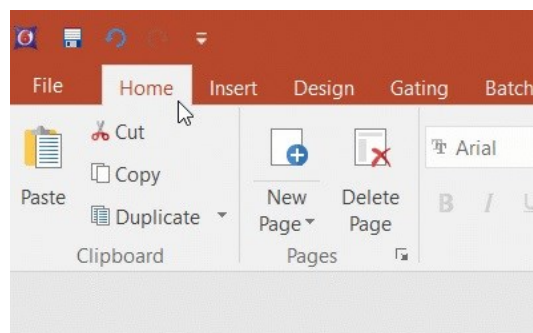 File Home Insert Design Gating Batch
Cut
Copy
Paste
Duplicate
Clipboard
New
Page
Delete
Page
Pages
Arial
B I U